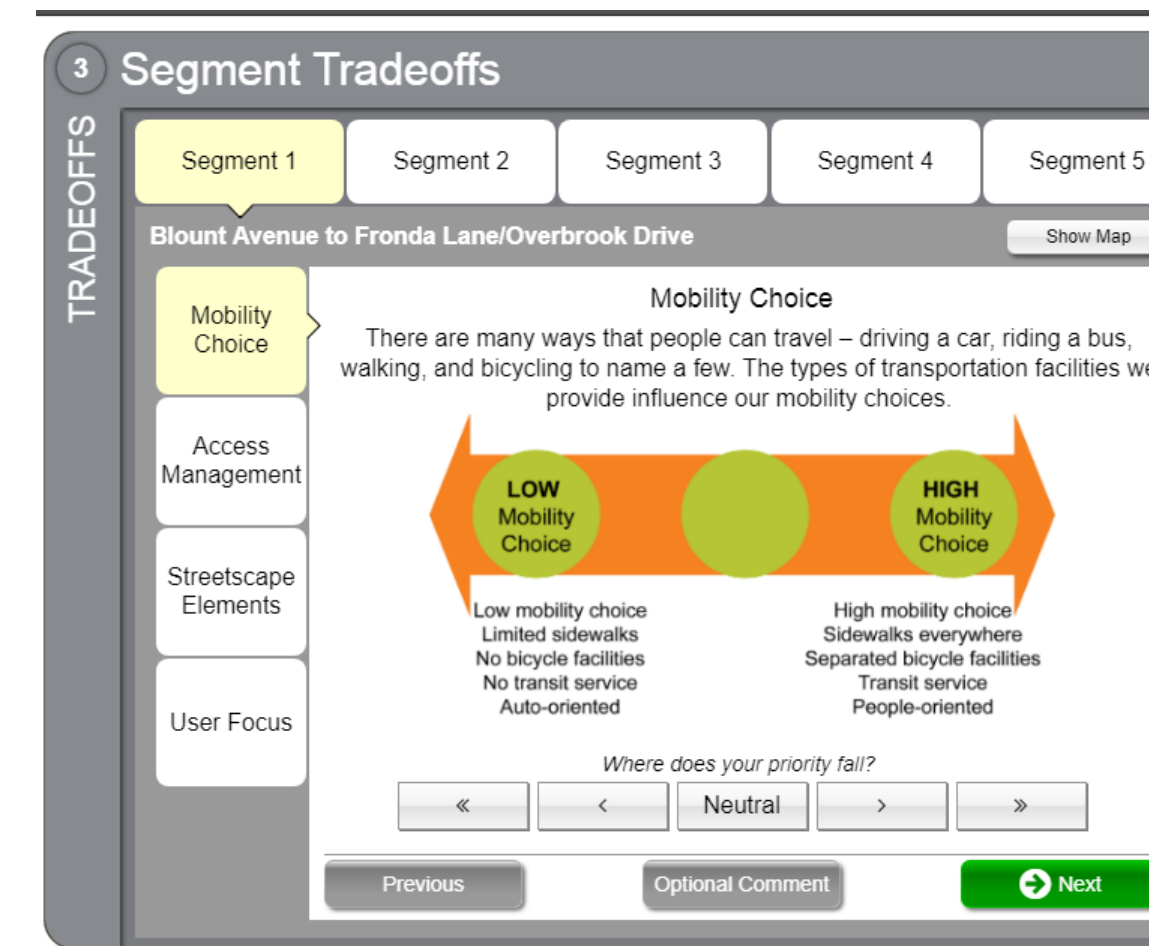 3 Segment Tradeoffs
TRADEOFFS
Segment 1
Segment 2
Segment 3
Segment 4
Segment 5
Blount Avenue to Fronda Lane/Overbrook Drive
Show Map
Mobility
Choice
Access
Management
Streetscape
Elements
User Focus
Mobility Choice
There are many ways that people can travel – driving a car, riding a bus,
walking, and bicycling to name a few. The types of transportation facilities we
provide influence our mobility choices.
LOW
Mobility
Choice
HIGH
Mobility
Choice
Low mobility choice
Limited sidewalks
No bicycle facilities
No transit service
Auto-oriented
High mobility choice
Sidewalks everywhere
Separated bicycle facilities
Transit service
People-oriented
Where does your priority fall?
«
<
Neutral
>
»
Previous
Optional Comment
Next